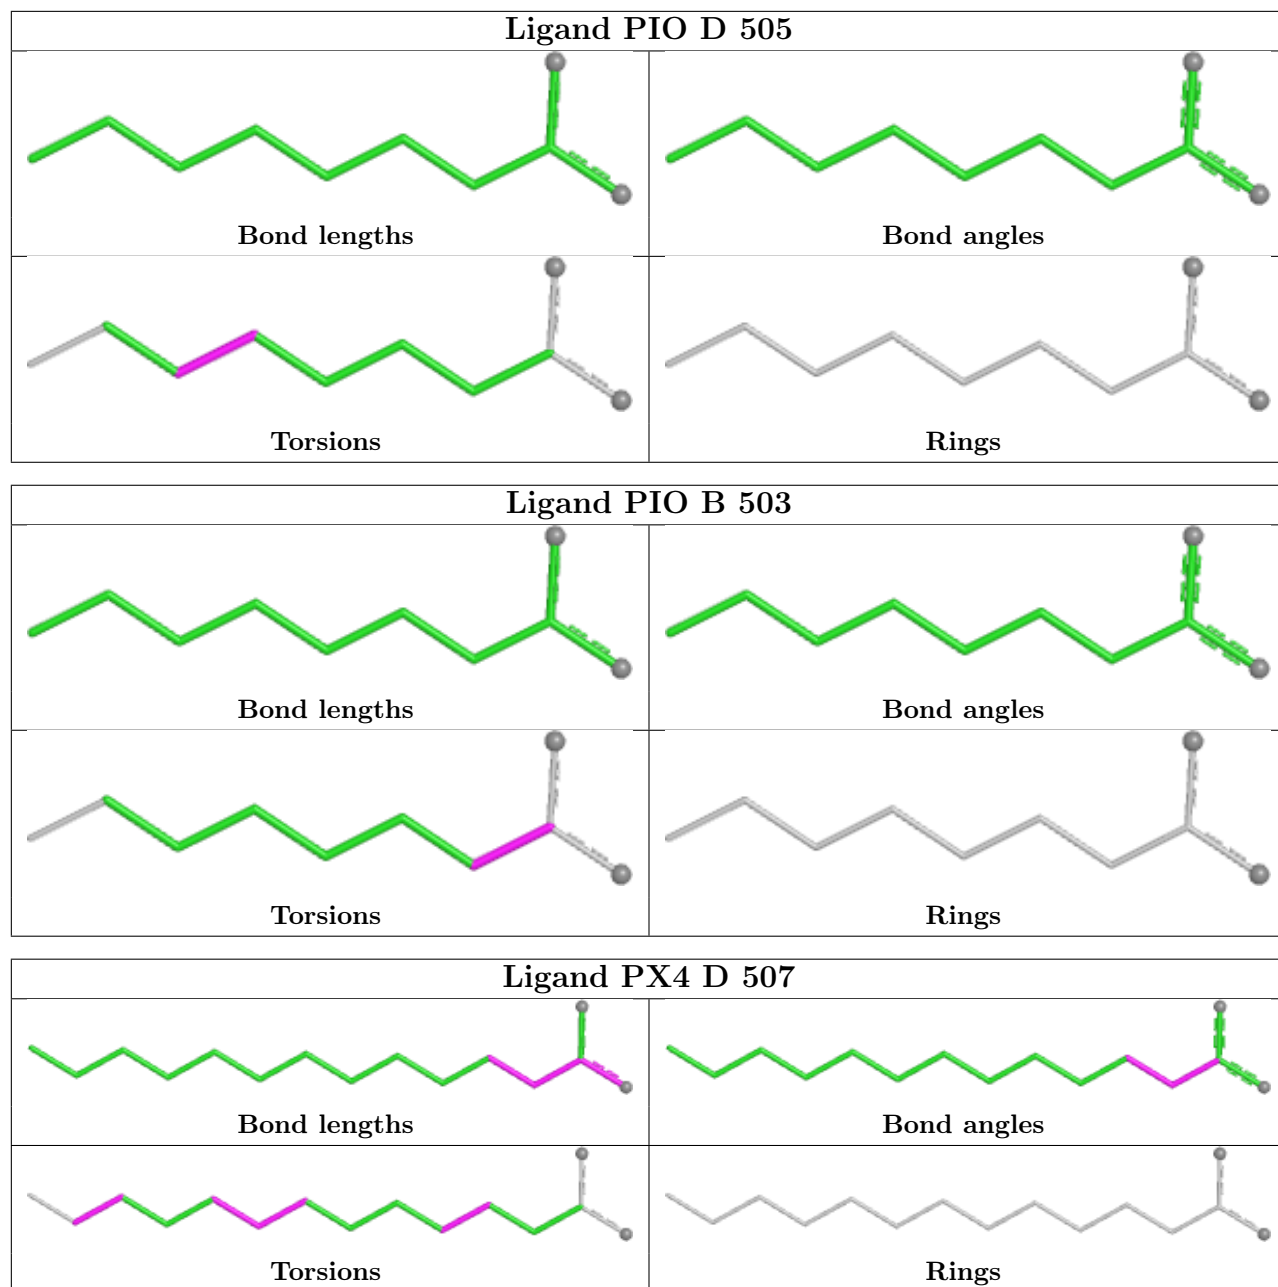 Ligand PIO D 505
Bond lengths Bond angles
Torsions Rings
Ligand PIO B 503
Bond lengths Bond angles
Torsions Rings
Ligand PX4 D 507
Bond lengths Bond angles
Torsions Rings